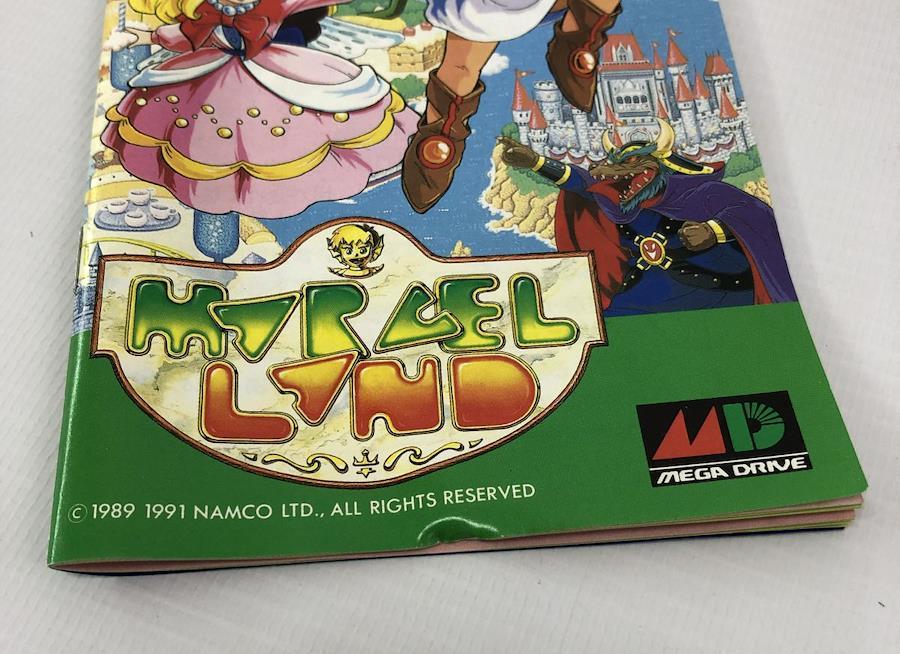 MARVEL
LAND
MD
MEGA DRIVE
© 1989 1991 NAMCO LTD., ALL RIGHTS RESERVED